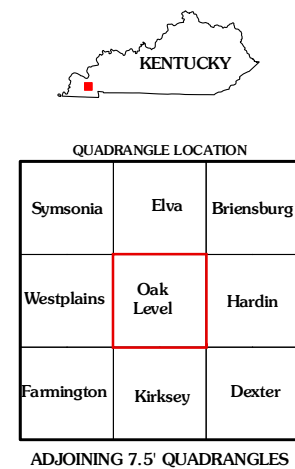 KENTUCKY
QUADRANGLE LOCATION
Symsonia Elva Briensburg
Westplains Oak Level Hardin
Farmington Kirksey Dexter
ADJOINING 7.5' QUADRANGLES